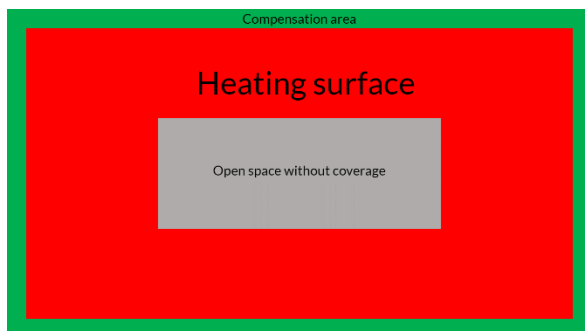 Compensation area
Heating surface
Open space without coverage